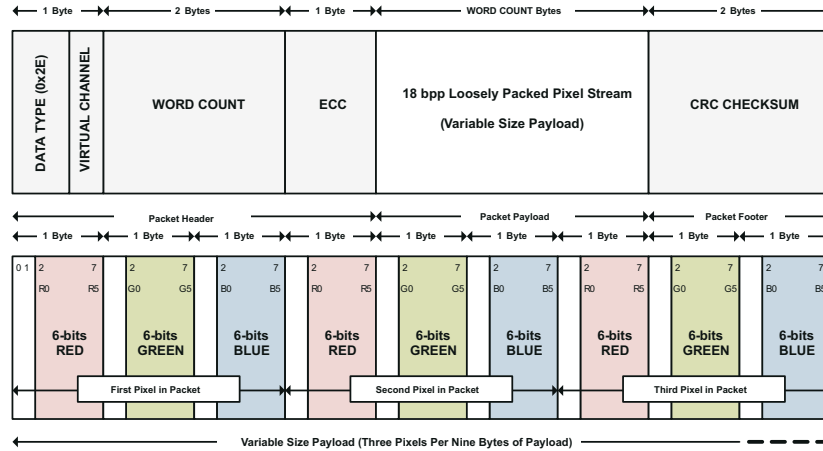 1 Byte 2 Bytes 1 Byte WORD COUNT Bytes 2 Bytes
DATA TYPE (0x2E)
VIRTUAL CHANNEL
WORD COUNT
ECC
18 bpp Loosely Packed Pixel Stream
(Variable Size Payload)
CRC CHECKSUM
Packet Header Packet Payload Packet Footer
1 Byte 1 Byte 1 Byte 1 Byte 1 Byte 1 Byte 1 Byte 1 Byte 1 Byte
0 1 2 7 2 7 2 7 2 7 2 7 2 7 2 7 2 7 2 7
R0 R5 G0 G5 B0 B5 R0 R5 G0 G5 B0 B5 R0 R5 G0 G5 B0 B5
6-bits 6-bits 6-bits 6-bits 6-bits 6-bits 6-bits 6-bits 6-bits
RED GREEN BLUE RED GREEN BLUE RED GREEN BLUE
First Pixel in Packet Second Pixel in Packet Third Pixel in Packet
Variable Size Payload (Three Pixels Per Nine Bytes of Payload)